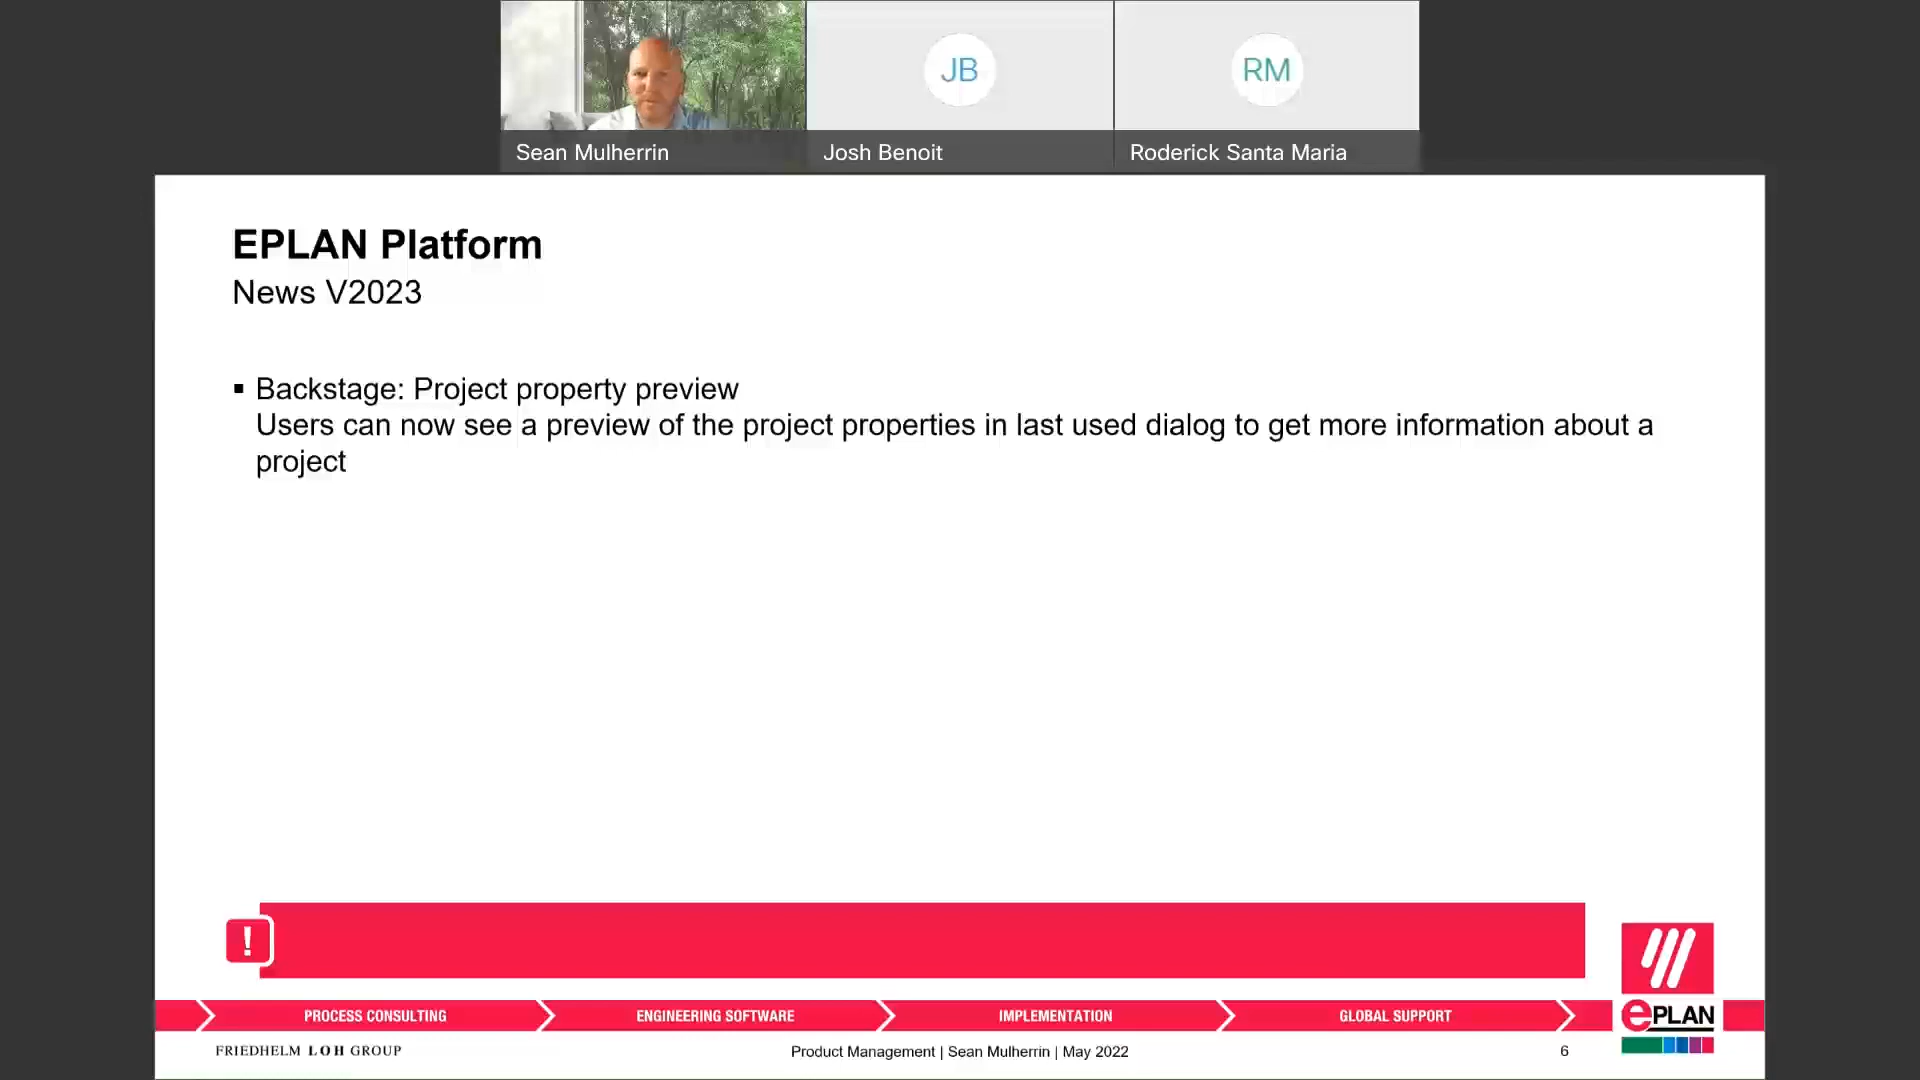 JB
RM
Sean Mulherrin
Josh Benoit
Roderick Santa Maria
EPLAN Platform
News V2023
▪ Backstage: Project property preview
Users can now see a preview of the project properties in last used dialog to get more information about a
project
!
PROCESS CONSULTING
ENGINEERING SOFTWARE
IMPLEMENTATION
GLOBAL SUPPORT
ePLAN
FRIEDHELM LOH GROUP
Product Management | Sean Mulherrin | May 2022
6